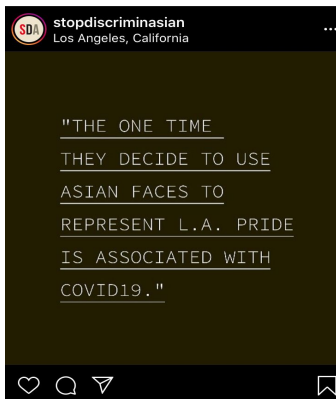 SDA
stopdiscriminasian
Los Angeles, California
"THE ONE TIME
THEY DECIDE TO USE
ASIAN FACES TO
REPRESENT L.A. PRIDE
IS ASSOCIATED WITH
COVID19."